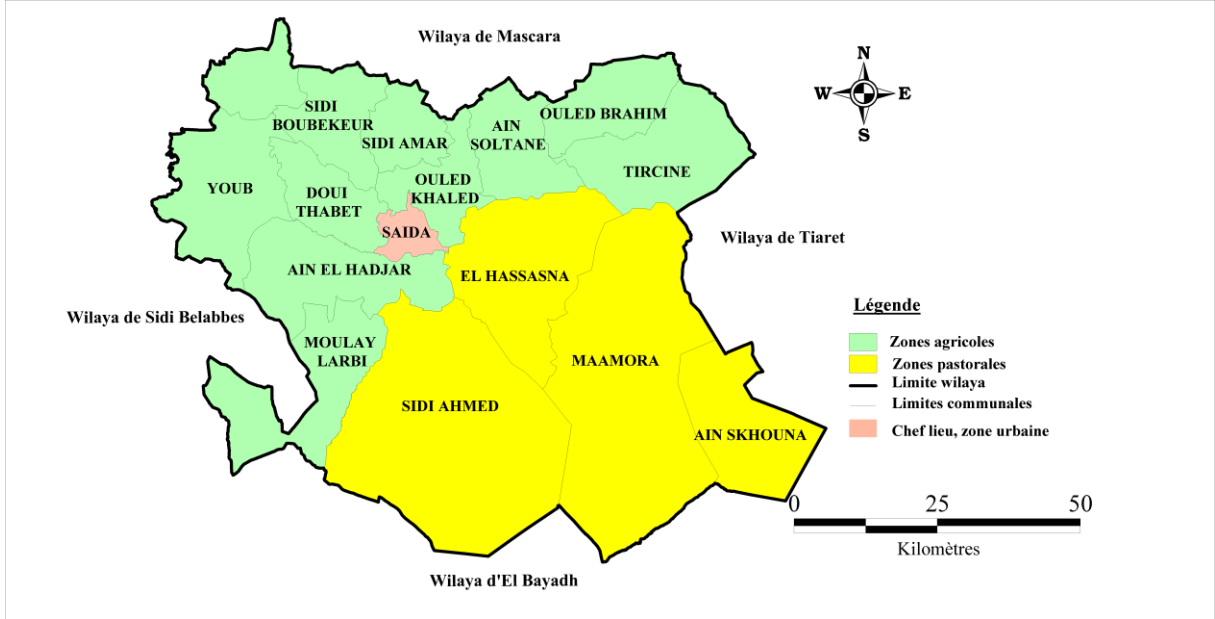 Wilaya de Mascara
N
W E
S
SIDI
BOUBEKEUR
OULED BRAHIM
AIN
SOLTANE
SIDI AMAR
TIRCINE
YOUB
DOUI
THABET
OULED
KHALED
SAIDA
Wilaya de Tiaret
AIN EL HADJAR
EL HASSASNA
Wilaya de Sidi Belabbes
MOULAY
LARBI
MAAMORA
SIDI AHMED
AIN SKHOUNA
Légende
Zones agricoles
Zones pastorales
Limite wilaya
Limites communales
Chef lieu, zone urbaine
0 25 50
Kilomètres
Wilaya d'El Bayadh